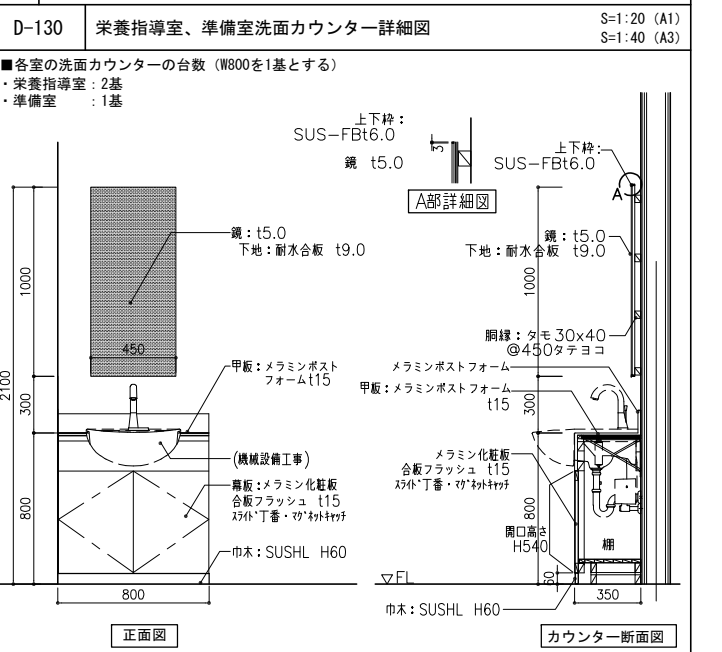 D-130
栄養指導室、準備室洗面カウンター詳細図
S=1:20 (A1)
S=1:40 (A3)
■各室の洗面カウンターの台数（W800を1基とする）
・栄養指導室：2基
・準備室　　：1基
上下枠：
SUS-FBt6.0
鏡 t5.0
3
A部詳細図
上下枠:
SUS-FBt6.0
A
鏡：t5.0
下地：耐水合板 t9.0
鏡：t5.0
下地：耐水合板 t9.0
1000
450
2100
300
800
甲板：メラミンポスト
フォームt15
(機械設備工事)
幕板：メラミン化粧板
合板フラッシュ t15
スライド丁番・マグネットキャッチ
巾木：SUSHL H60
800
正面図
1000
胴縁：タモ30x40
@450タテヨコ
メラミンポストフォーム
甲板：メラミンポストフォーム
t15
300
メラミン化粧板
合板フラッシュ t15
スライド丁番・マグネットキャッチ
800
開口高さ
H540
棚
60
▽FL
350
巾木：SUSHL H60
カウンター断面図